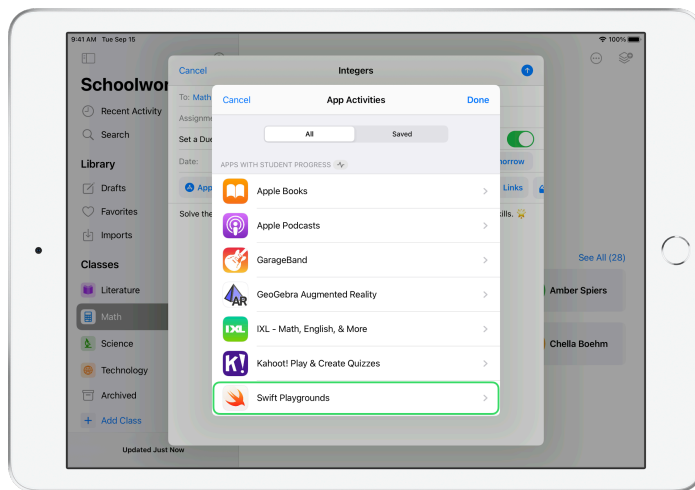 9:41 AM Tue Sep 15
100%
Schoolwor
Recent Activity
Search
Library
Drafts
Favorites
Imports
Classes
Literature
Math
Science
Technology
Archived
Add Class
Updated Just Now
Cancel
Integers
To: Math
Assignme
Set a Due
Date:
orrow
App
Links
Solve the
kills.
Cancel
App Activities
Done
All
Saved
APPS WITH STUDENT PROGRESS
Apple Books
Apple Podcasts
GarageBand
AR
GeoGebra Augmented Reality
IXL
IXL - Math, English, & More
K!
Kahoot! Play & Create Quizzes
Swift Playgrounds
See All (28)
Amber Spiers
Chella Boehm